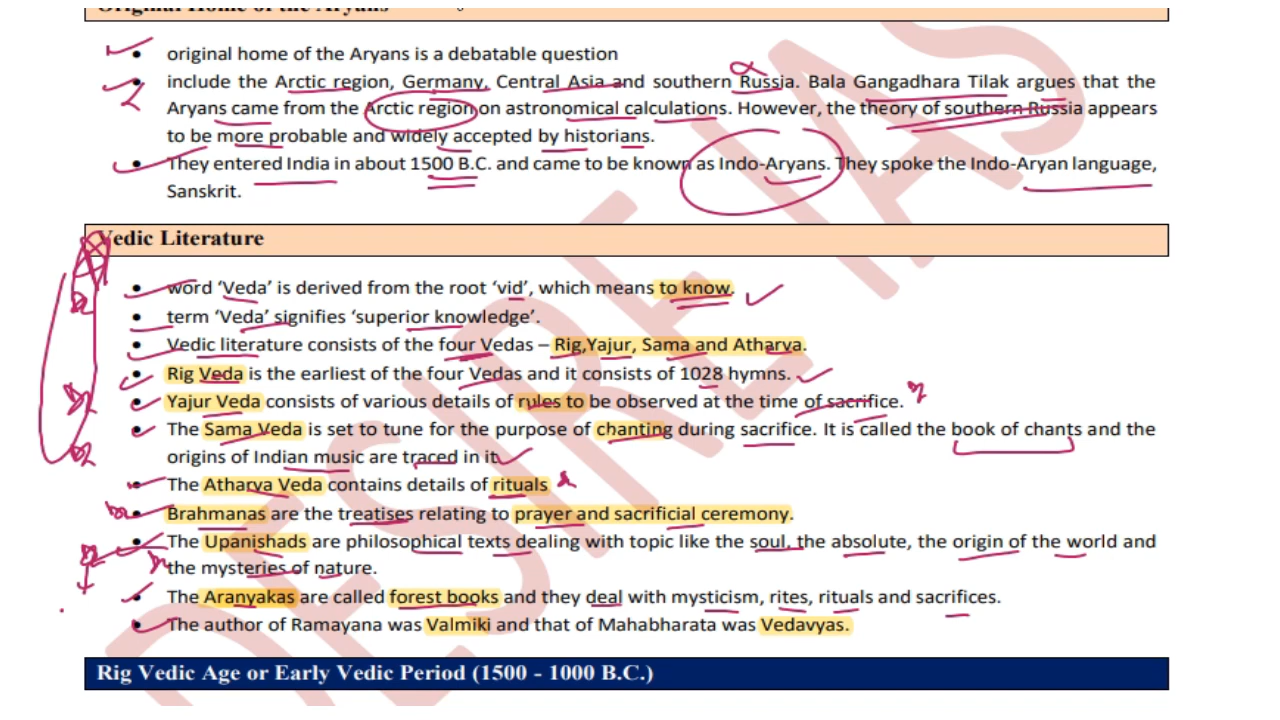 Original Home of the Aryans
• original home of the Aryans is a debatable question
• include the Arctic region, Germany, Central Asia and southern Russia. Bala Gangadhara Tilak argues that the
Aryans came from the Arctic region on astronomical calculations. However, the theory of southern Russia appears
to be more probable and widely accepted by historians.
• They entered India in about 1500 B.C. and came to be known as Indo-Aryans. They spoke the Indo-Aryan language,
Sanskrit.
Vedic Literature
• word ‘Veda’ is derived from the root ‘vid’, which means to know.
• term ‘Veda’ signifies ‘superior knowledge’.
• Vedic literature consists of the four Vedas – Rig,Yajur, Sama and Atharva.
• Rig Veda is the earliest of the four Vedas and it consists of 1028 hymns.
• Yajur Veda consists of various details of rules to be observed at the time of sacrifice.
• The Sama Veda is set to tune for the purpose of chanting during sacrifice. It is called the book of chants and the
origins of Indian music are traced in it.
• The Atharva Veda contains details of rituals
• Brahmanas are the treatises relating to prayer and sacrificial ceremony.
• The Upanishads are philosophical texts dealing with topic like the soul, the absolute, the origin of the world and
the mysteries of nature.
• The Aranyakas are called forest books and they deal with mysticism, rites, rituals and sacrifices.
• The author of Ramayana was Valmiki and that of Mahabharata was Vedavyas.
Rig Vedic Age or Early Vedic Period (1500 - 1000 B.C.)
DESIRE IAS